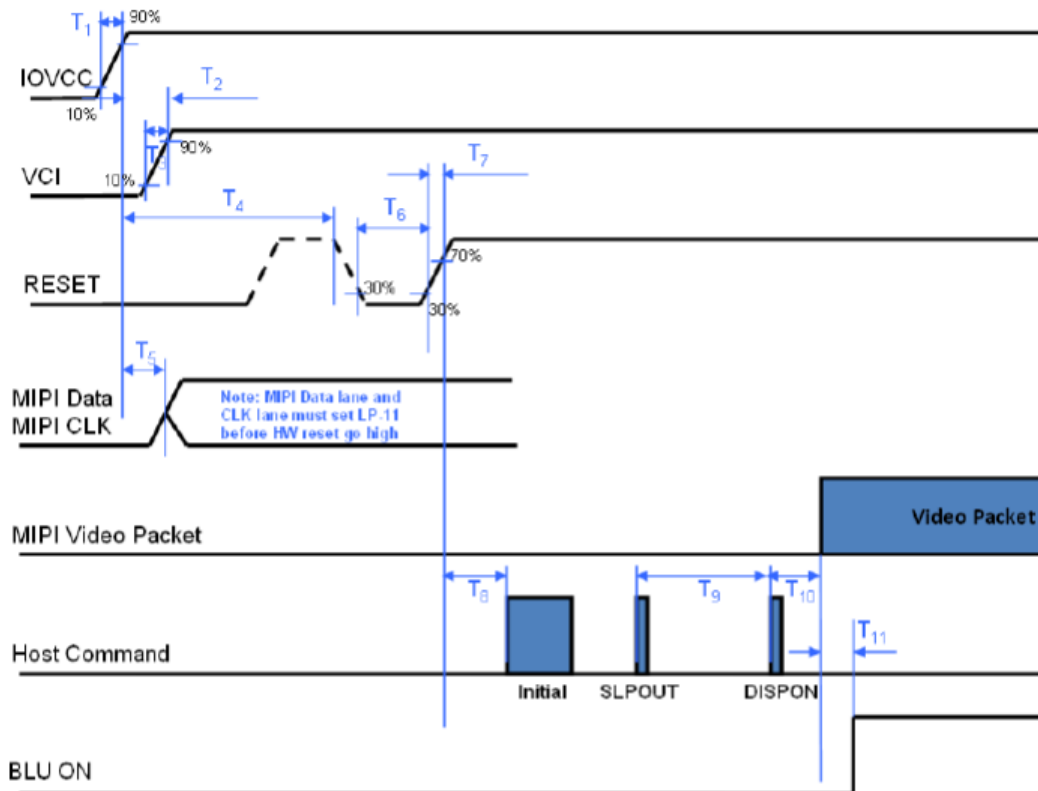 T1
90%
IOVCC
10%
T2
T3
90%
VCI
10%
T7
T4
T6
70%
RESET
30%
30%
T5
MIPI Data
MIPI CLK
Note: MIPI Data lane and
CLK lane must set LP-11
before HW reset go high
MIPI Video Packet
Video Packet
T8
T9
T10
T11
Host Command
Initial
SLPOUT
DISPON
BLU ON